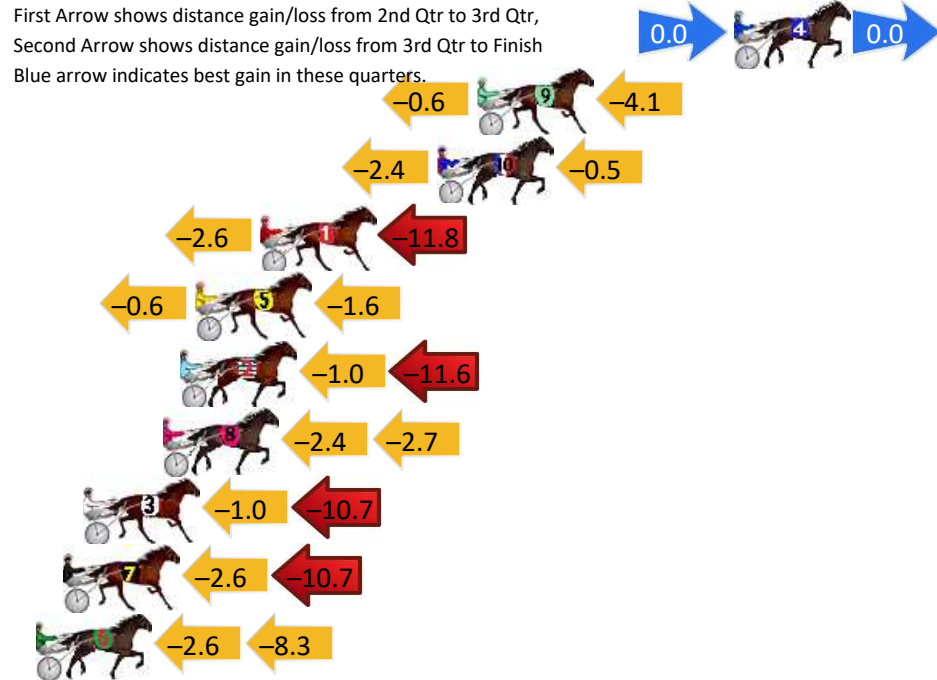 First Arrow shows distance gain/loss from 2nd Qtr to 3rd Qtr,
Second Arrow shows distance gain/loss from 3rd Qtr to Finish
Blue arrow indicates best gain in these quarters.
0.0 4 0.0
–0.6 9 –4.1
–2.4 10 –0.5
–2.6 1 –11.8
–0.6 5 –1.6
–1.0 –11.6
8 –2.4 –2.7
3 –1.0 –10.7
7 –2.6 –10.7
6 –2.6 –8.3